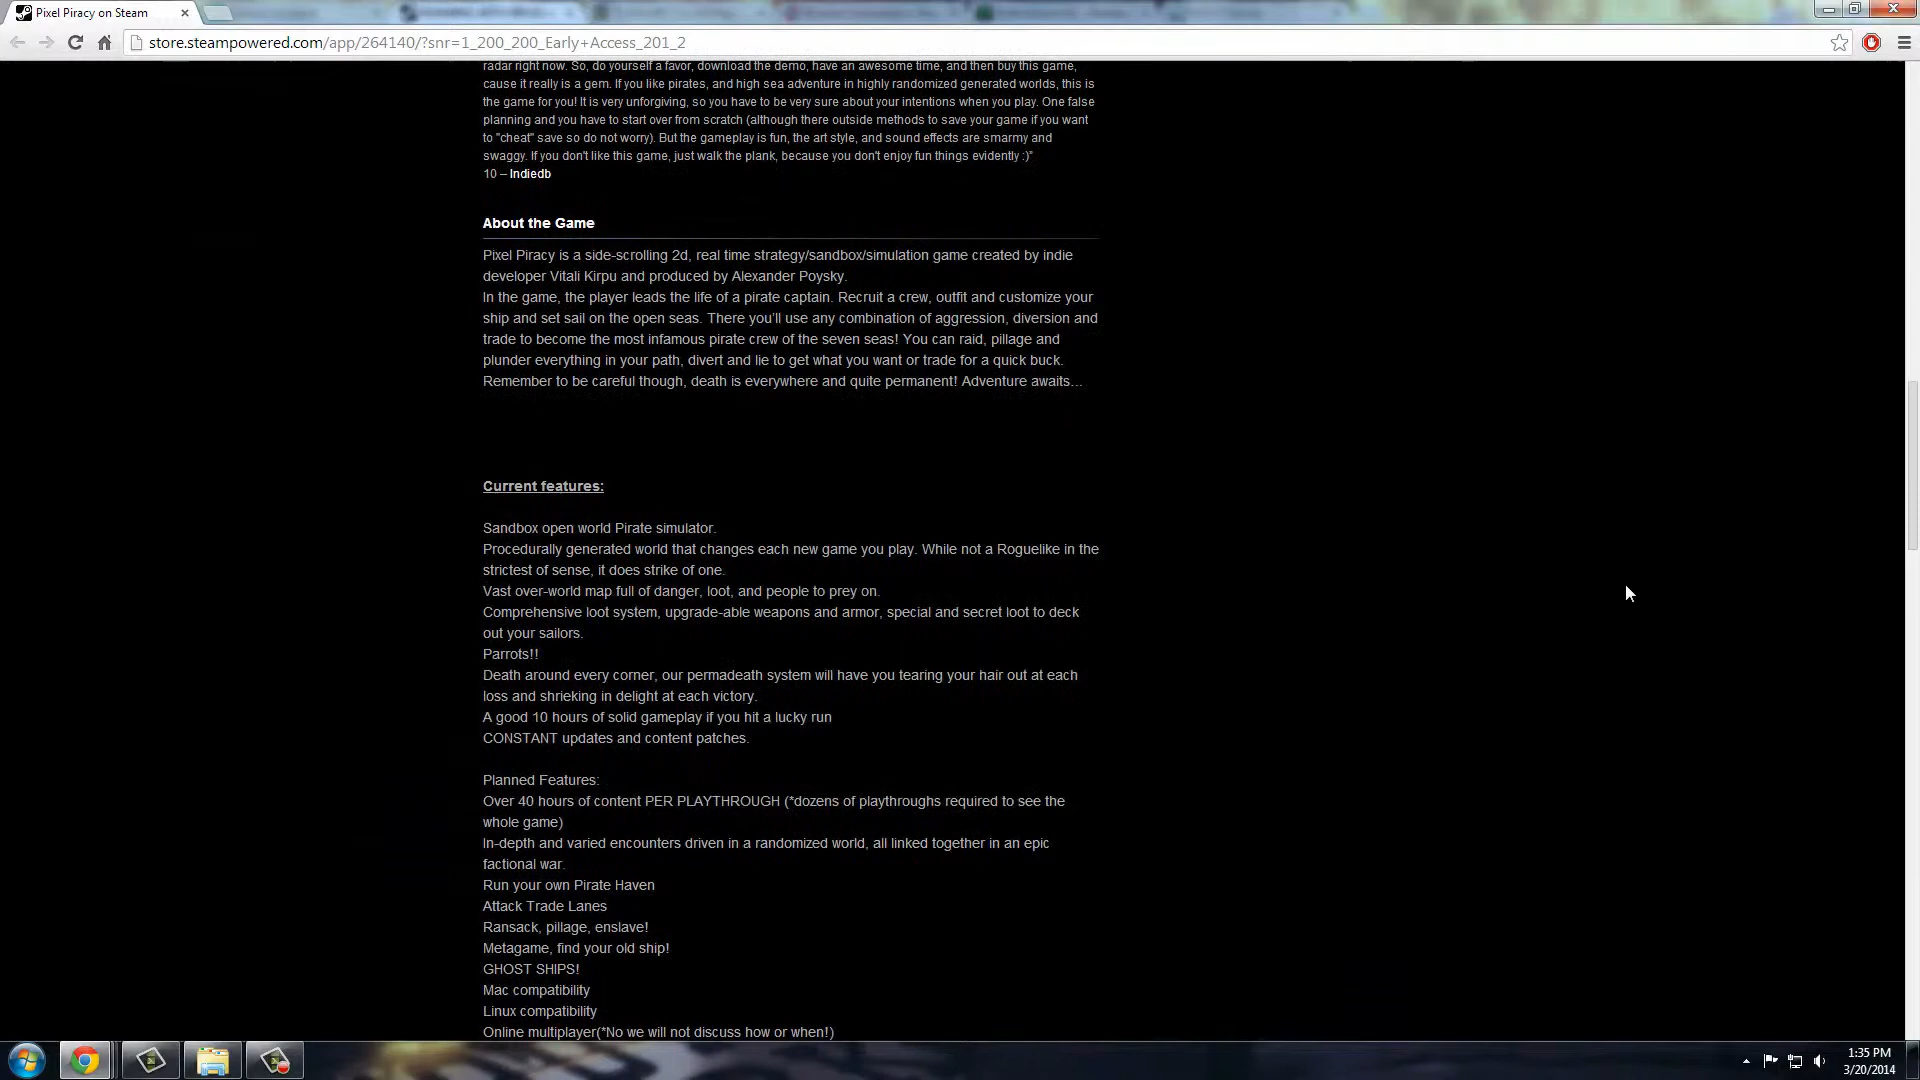 Pixel Piracy on Steam
store.steampowered.com/app/264140/?snr=1_200_200_Early+Access_201_2
radar right now. So, do yourself a favor, download the demo, have an awesome time, and then buy this game,
cause it really is a gem. If you like pirates, and high sea adventure in highly randomized generated worlds, this is
the game for you! It is very unforgiving, so you have to be very sure about your intentions when you play. One false
planning and you have to start over from scratch (although there outside methods to save your game if you want
to "cheat" save so do not worry). But the gameplay is fun, the art style, and sound effects are smarmy and
swaggy. If you don't like this game, just walk the plank, because you don't enjoy fun things evidently :)”
10 – Indiedb
About the Game
Pixel Piracy is a side-scrolling 2d, real time strategy/sandbox/simulation game created by indie
developer Vitali Kirpu and produced by Alexander Poysky.
In the game, the player leads the life of a pirate captain. Recruit a crew, outfit and customize your
ship and set sail on the open seas. There you’ll use any combination of aggression, diversion and
trade to become the most infamous pirate crew of the seven seas! You can raid, pillage and
plunder everything in your path, divert and lie to get what you want or trade for a quick buck.
Remember to be careful though, death is everywhere and quite permanent! Adventure awaits…
Current features:
Sandbox open world Pirate simulator.
Procedurally generated world that changes each new game you play. While not a Roguelike in the
strictest of sense, it does strike of one.
Vast over-world map full of danger, loot, and people to prey on.
Comprehensive loot system, upgrade-able weapons and armor, special and secret loot to deck
out your sailors.
Parrots!!
Death around every corner, our permadeath system will have you tearing your hair out at each
loss and shrieking in delight at each victory.
A good 10 hours of solid gameplay if you hit a lucky run
CONSTANT updates and content patches.
Planned Features:
Over 40 hours of content PER PLAYTHROUGH (*dozens of playthroughs required to see the
whole game)
In-depth and varied encounters driven in a randomized world, all linked together in an epic
factional war.
Run your own Pirate Haven
Attack Trade Lanes
Ransack, pillage, enslave!
Metagame, find your old ship!
GHOST SHIPS!
Mac compatibility
Linux compatibility
Online multiplayer(*No we will not discuss how or when!)
1:35 PM
3/20/2014